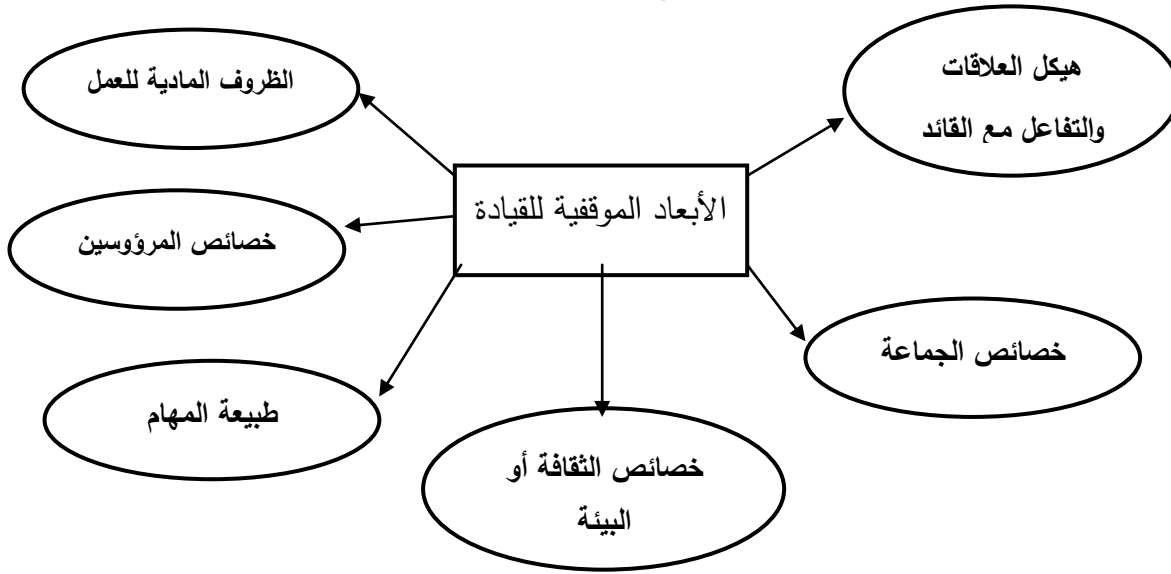 هيكل العلاقات
والتفاعل مع القائد
الظروف المادية للعمل
الأبعاد الموقفية للقيادة
خصائص المرؤوسين
خصائص الجماعة
طبيعة المهام
خصائص الثقافة أو
البيئة